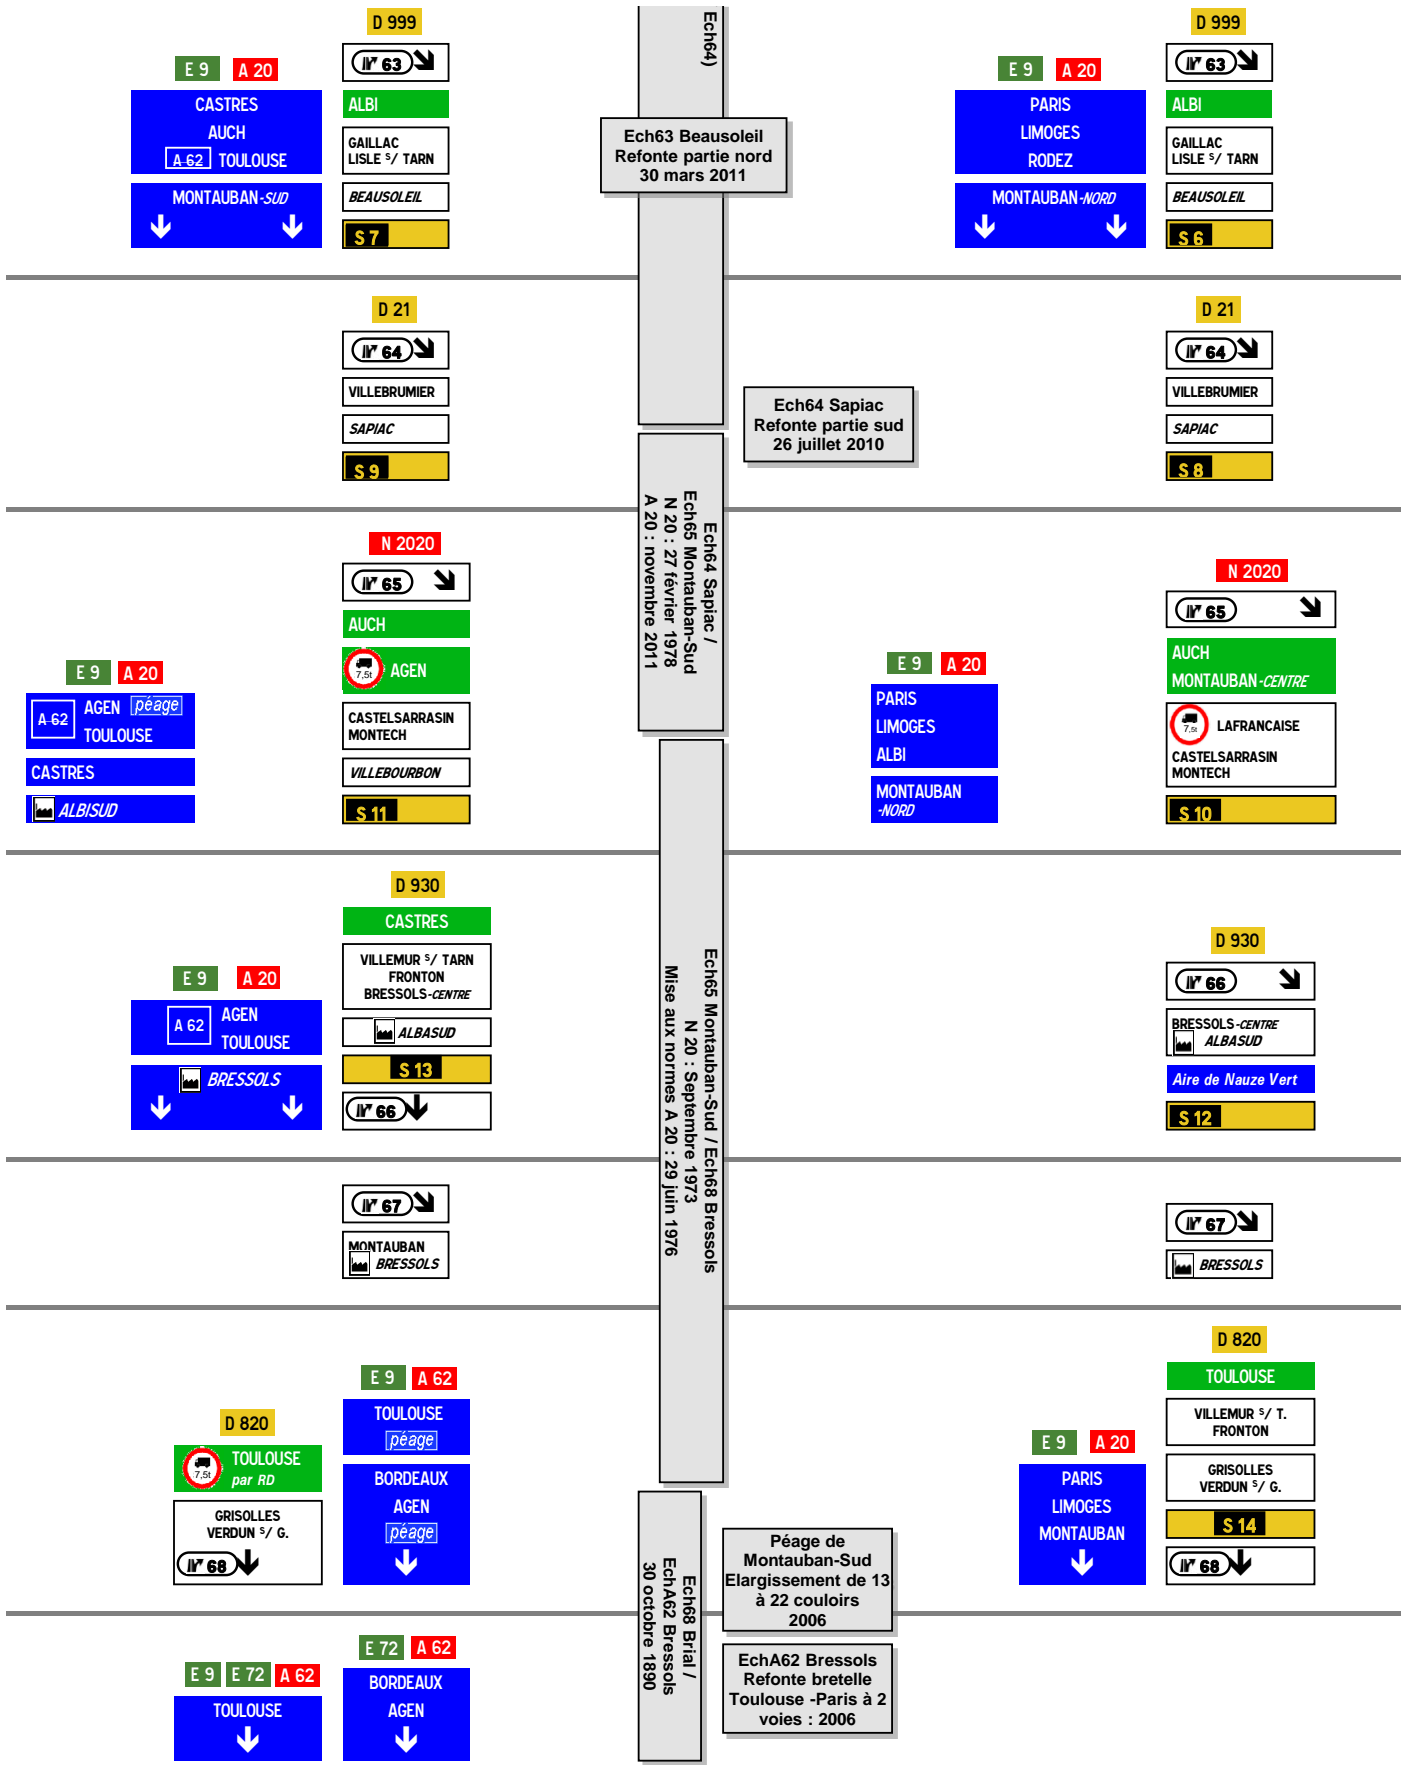 D 999
63
E 9 A 20
CASTRES
AUCH
A 62 TOULOUSE
MONTAUBAN-SUD
ALBI
GAILLAC
LISLE S/ TARN
BEAUSOLEIL
S 7
Ech64)
Ech63 Beausoleil
Refonte partie nord
30 mars 2011
D 999
63
E 9 A 20
PARIS
LIMOGES
RODEZ
MONTAUBAN-NORD
ALBI
GAILLAC
LISLE S/ TARN
BEAUSOLEIL
S 6
D 21
64
VILLEBRUMIER
SAPIAC
S 9
Ech64 Sapiac
Refonte partie sud
26 juillet 2010
D 21
64
VILLEBRUMIER
SAPIAC
S 8
Ech64 Sapiac /
Ech65 Montauban-Sud
N 20 : 27 février 1978
A 20 : novembre 2011
N 2020
65
AUCH
7,5t AGEN
CASTELSARRASIN
MONTECH
VILLEBOURBON
S 11
E 9 A 20
A 62
AGEN péage
TOULOUSE
CASTRES
ALBISUD
E 9 A 20
PARIS
LIMOGES
ALBI
MONTAUBAN
-NORD
N 2020
65
AUCH
MONTAUBAN-CENTRE
7,5t LAFRANCAISE
CASTELSARRASIN
MONTECH
S 10
Ech65 Montauban-Sud / Ech68 Bressols
N 20 : Septembre 1973
Mise aux normes A 20 : 29 juin 1976
D 930
CASTRES
VILLEMUR S/ TARN
FRONTON
BRESSOLS-CENTRE
ALBASUD
S 13
66
E 9 A 20
A 62
AGEN
TOULOUSE
BRESSOLS
D 930
66
BRESSOLS-CENTRE
ALBASUD
Aire de Nauze Vert
S 12
67
MONTAUBAN
BRESSOLS
67
BRESSOLS
E 9 A 62
TOULOUSE
péage
BORDEAUX
AGEN
péage
D 820
7,5t TOULOUSE
par RD
GRISOLLES
VERDUN S/ G.
68
D 820
TOULOUSE
VILLEMUR S/ T.
FRONTON
GRISOLLES
VERDUN S/ G.
S 14
68
E 9 A 20
PARIS
LIMOGES
MONTAUBAN
Ech68 Brial /
EchA62 Bressols
30 octobre 1890
Péage de
Montauban-Sud
Elargissement de 13
à 22 couloirs
2006
EchA62 Bressols
Refonte bretelle
Toulouse -Paris à 2
voies : 2006
E 9 E 72 A 62
TOULOUSE
E 72 A 62
BORDEAUX
AGEN